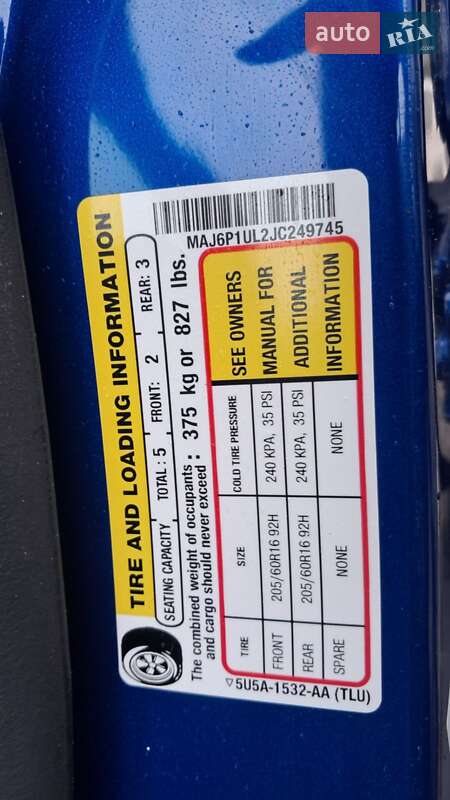 auto RIA.com
MAJ6P1UL2JC249745
TIRE AND LOADING INFORMATION
SEATING CAPACITY TOTAL : 5 FRONT: 2 REAR: 3
The combined weight of occupants : 375 kg or 827 lbs.
and cargo should never exceed
TIRE SIZE COLD TIRE PRESSURE SEE OWNERS
FRONT 205/60R16 92H 240 KPA, 35 PSI MANUAL FOR
REAR 205/60R16 92H 240 KPA, 35 PSI ADDITIONAL
SPARE NONE NONE INFORMATION
▽5U5A-1532-AA (TLU)